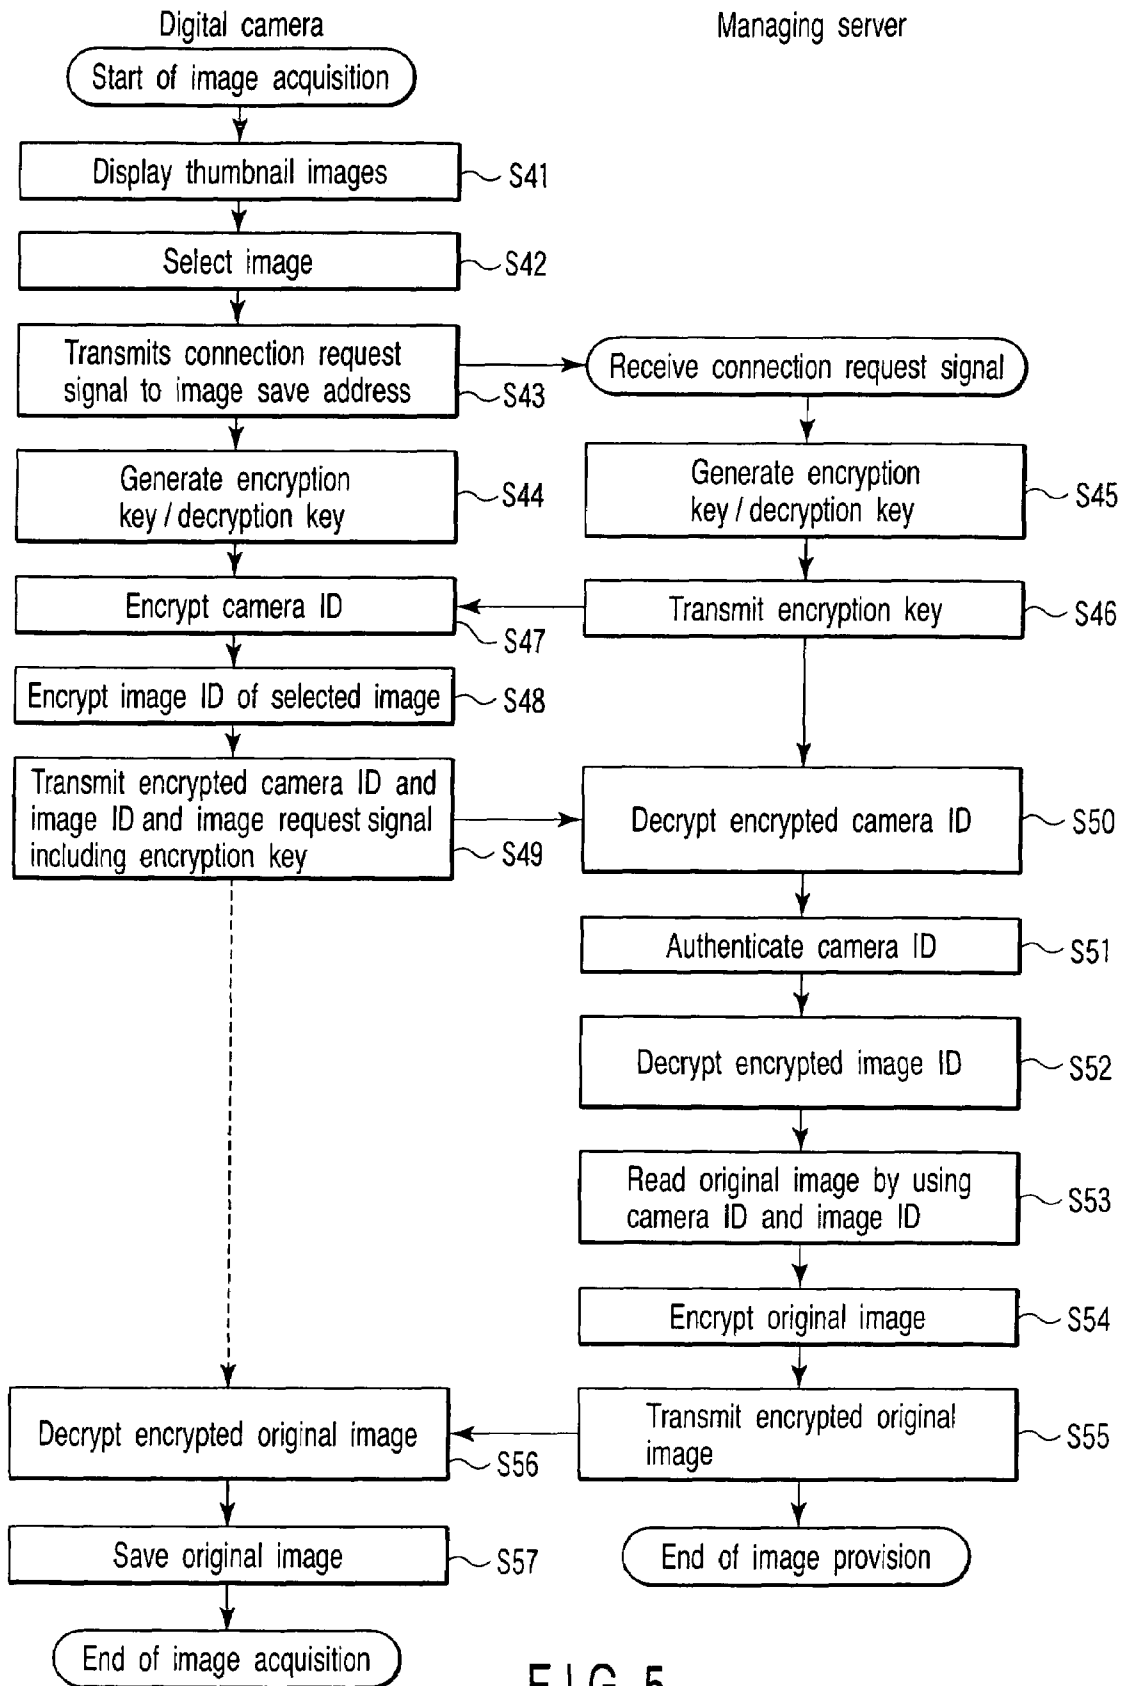 Digital camera
Managing server
Start of image acquisition
Display thumbnail images
S41
Select image
S42
Transmits connection request
signal to image save address
S43
Receive connection request signal
Generate encryption
key / decryption key
S44
Generate encryption
key / decryption key
S45
Encrypt camera ID
S47
Transmit encryption key
S46
Encrypt image ID of selected image
S48
Transmit encrypted camera ID and
image ID and image request signal
including encryption key
S49
Decrypt encrypted camera ID
S50
Authenticate camera ID
S51
Decrypt encrypted image ID
S52
Read original image by using
camera ID and image ID
S53
Encrypt original image
S54
Decrypt encrypted original image
S56
Transmit encrypted original
image
S55
Save original image
S57
End of image provision
End of image acquisition
FIG. 5